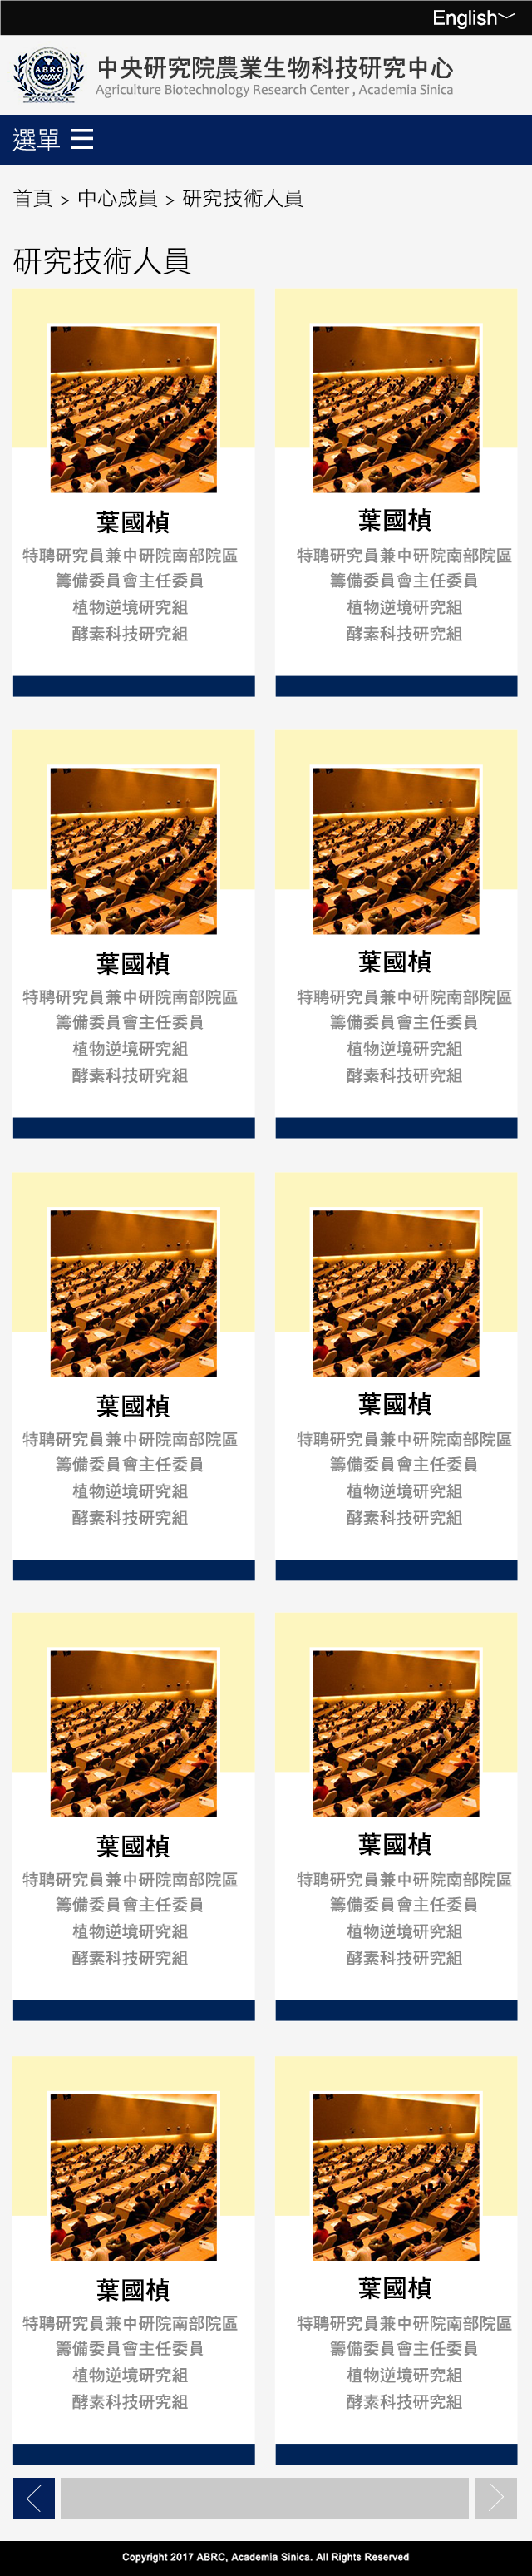 English
ABRC
ACADEMIA SINICA
中央研究院農業生物科技研究中心
Agriculture Biotechnology Research Center , Academia Sinica
選單
首頁 > 中心成員 > 研究技術人員
研究技術人員
葉國楨
特聘研究員兼中研院南部院區
籌備委員會主任委員
植物逆境研究組
酵素科技研究組
葉國楨
特聘研究員兼中研院南部院區
籌備委員會主任委員
植物逆境研究組
酵素科技研究組
葉國楨
特聘研究員兼中研院南部院區
籌備委員會主任委員
植物逆境研究組
酵素科技研究組
葉國楨
特聘研究員兼中研院南部院區
籌備委員會主任委員
植物逆境研究組
酵素科技研究組
葉國楨
特聘研究員兼中研院南部院區
籌備委員會主任委員
植物逆境研究組
酵素科技研究組
葉國楨
特聘研究員兼中研院南部院區
籌備委員會主任委員
植物逆境研究組
酵素科技研究組
葉國楨
特聘研究員兼中研院南部院區
籌備委員會主任委員
植物逆境研究組
酵素科技研究組
葉國楨
特聘研究員兼中研院南部院區
籌備委員會主任委員
植物逆境研究組
酵素科技研究組
葉國楨
特聘研究員兼中研院南部院區
籌備委員會主任委員
植物逆境研究組
酵素科技研究組
葉國楨
特聘研究員兼中研院南部院區
籌備委員會主任委員
植物逆境研究組
酵素科技研究組
Copyright 2017 ABRC, Academia Sinica. All Rights Reserved